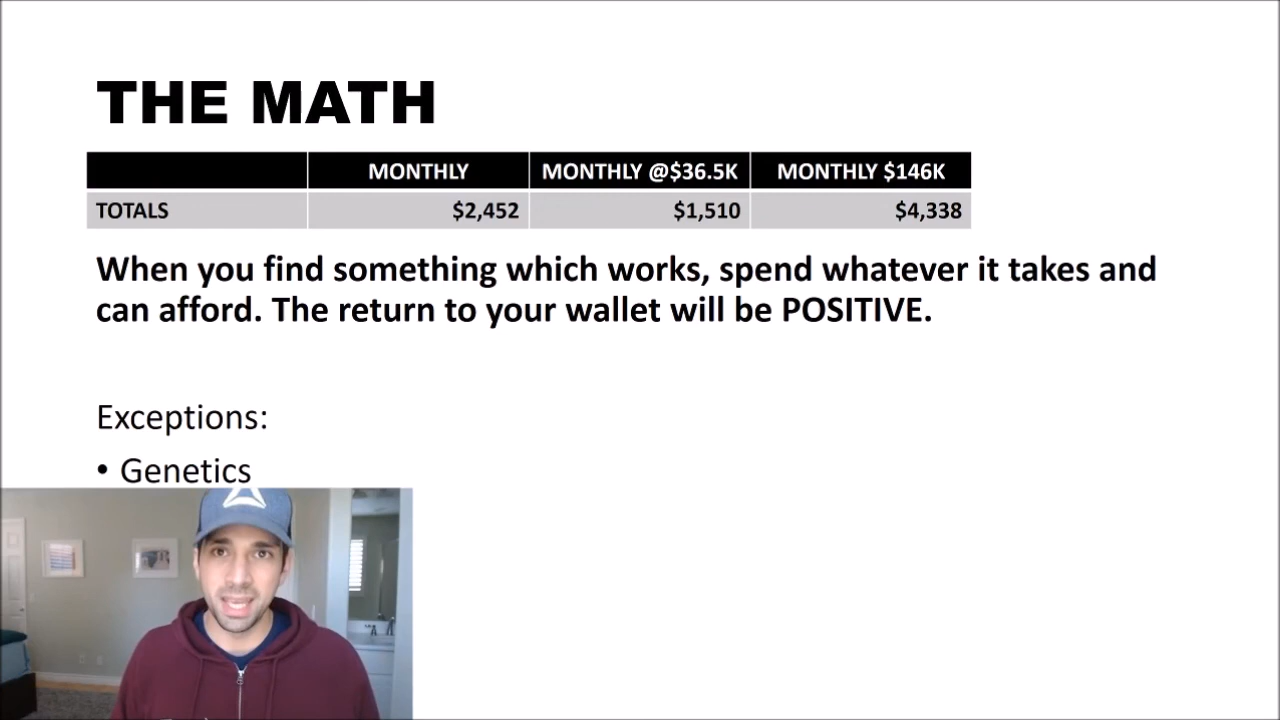 THE MATH
MONTHLY MONTHLY @$36.5K MONTHLY $146K
TOTALS $2,452 $1,510 $4,338
When you find something which works, spend whatever it takes and
can afford. The return to your wallet will be POSITIVE.
Exceptions:
• Genetics